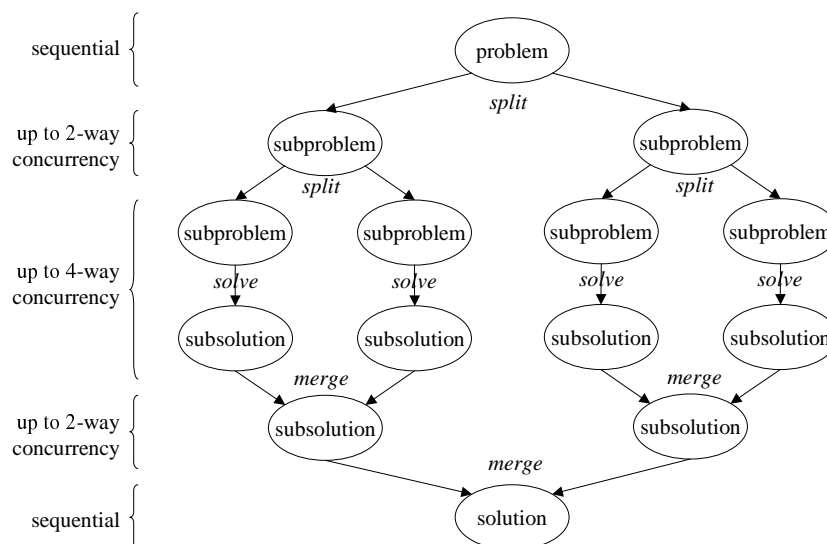 sequential
problem
split
up to 2-way
concurrency
subproblem
subproblem
split
split
up to 4-way
concurrency
subproblem
subproblem
subproblem
subproblem
solve
solve
solve
solve
subsolution
subsolution
subsolution
subsolution
merge
merge
up to 2-way
concurrency
subsolution
subsolution
merge
sequential
solution